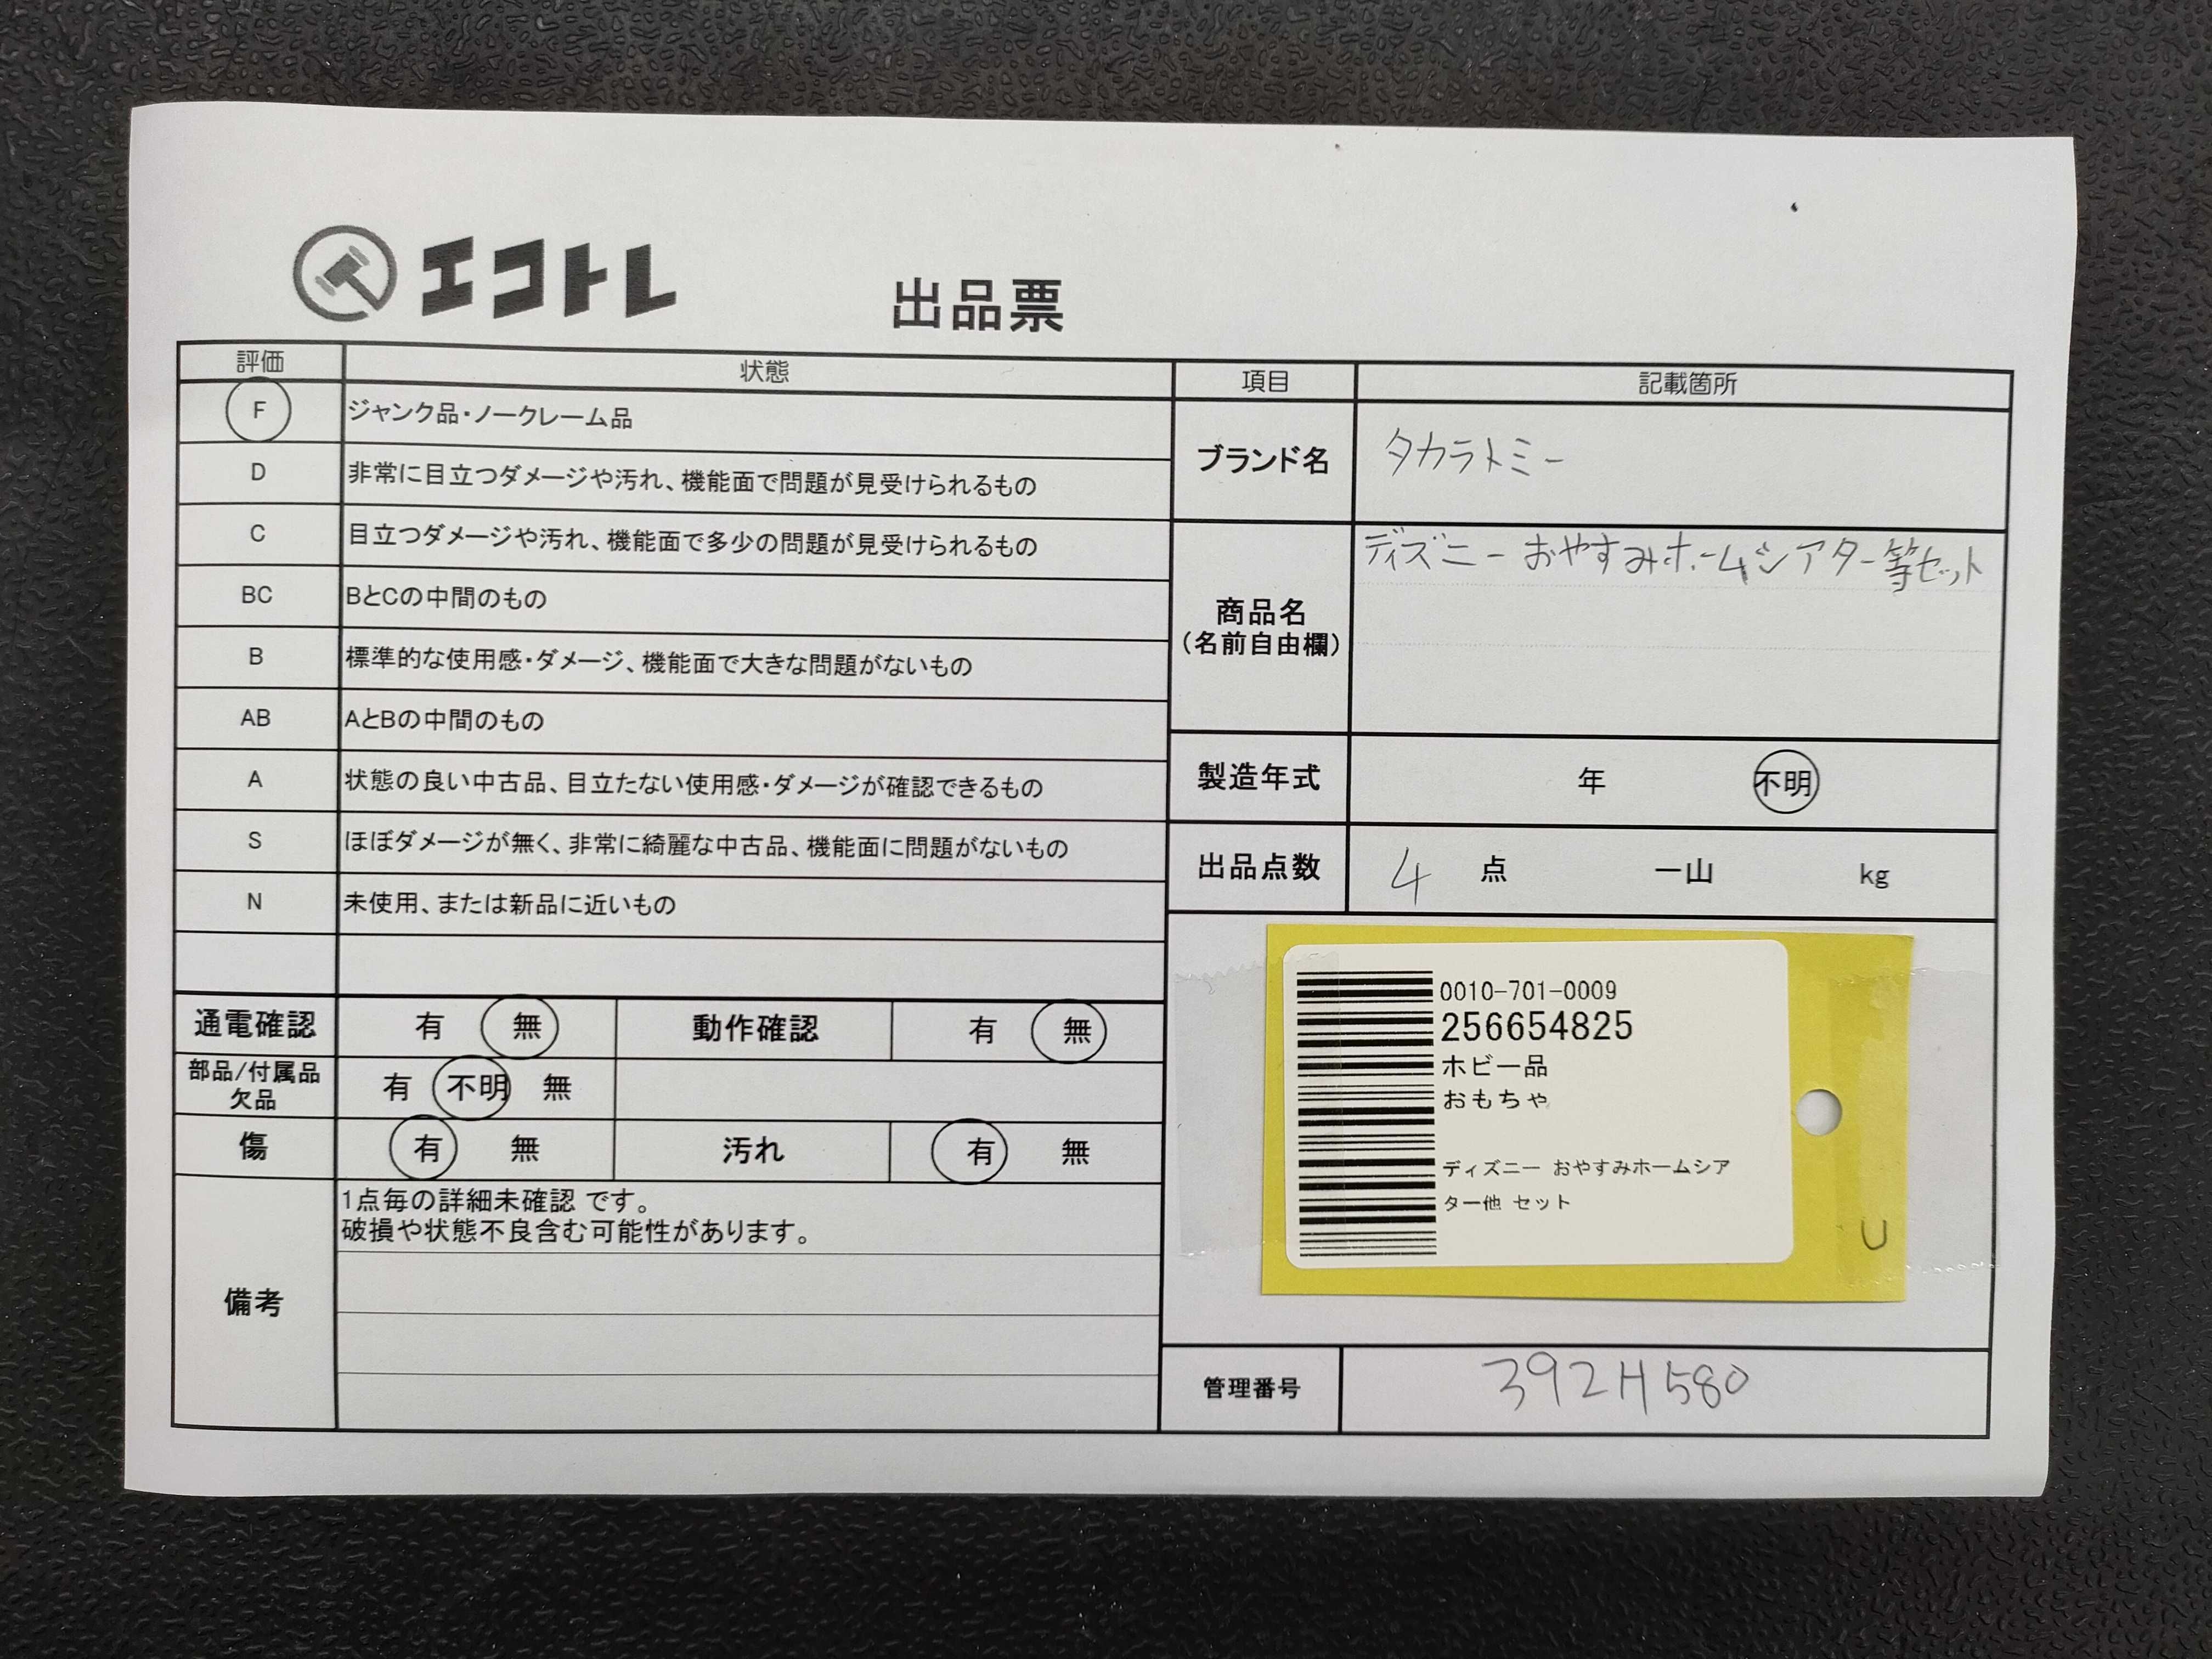 エコトレ
出品票
評価 状態
F ジャンク品・ノークレーム品
D 非常に目立つダメージや汚れ、機能面で問題が見受けられるもの
C 目立つダメージや汚れ、機能面で多少の問題が見受けられるもの
BC BとCの中間のもの
B 標準的な使用感・ダメージ、機能面で大きな問題がないもの
AB AとBの中間のもの
A 状態の良い中古品、目立たない使用感・ダメージが確認できるもの
S ほぼダメージが無く、非常に綺麗な中古品、機能面に問題がないもの
N 未使用、または新品に近いもの
通電確認 有 無 動作確認 有 無
部品/付属品
欠品
有 不明 無
傷 有 無 汚れ 有 無
備考
1点毎の詳細未確認 です。
破損や状態不良含む可能性があります。
項目 記載箇所
ブランド名 タカラトミー
商品名
(名前自由欄)
ディズニーおやすみホームシアター等セット
製造年式 年 不明
出品点数 4 点 一山 kg
0010-701-0009
256654825
ホビー品
おもちゃ
ディズニー おやすみホームシア
ター他 セット
U
管理番号 392H580